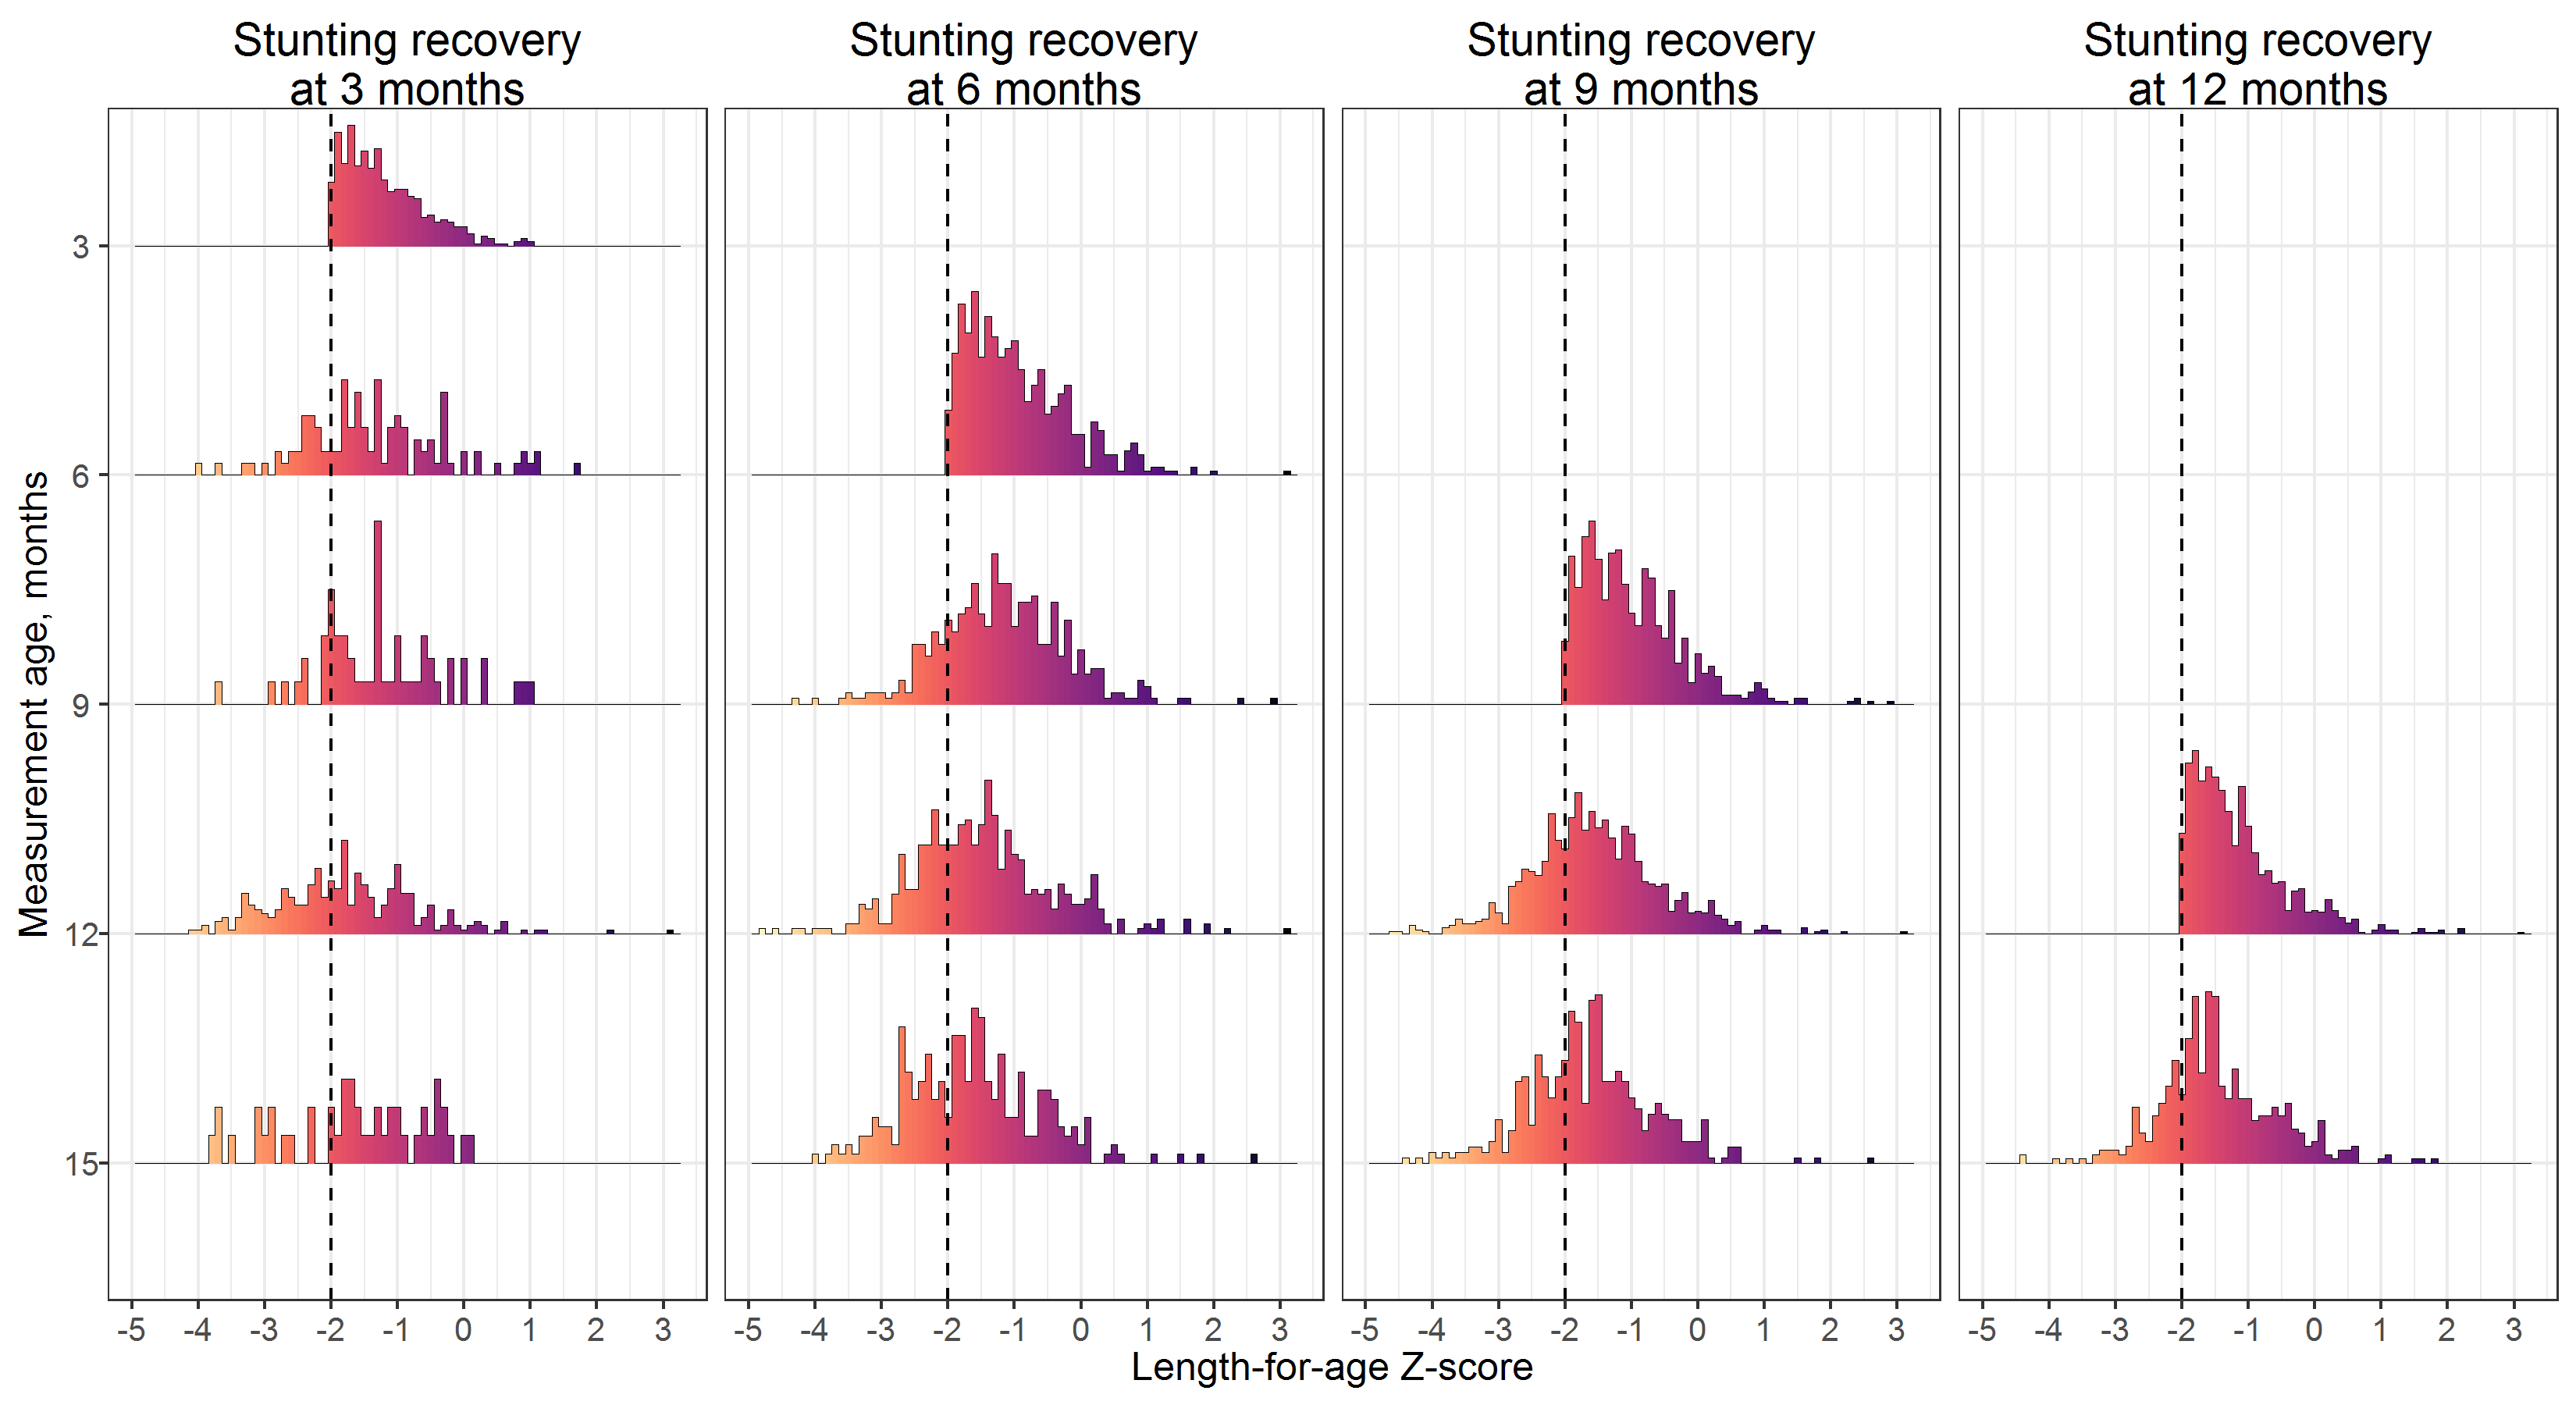 Stunting recovery
at 3 months
Stunting recovery
at 6 months
Stunting recovery
at 9 months
Stunting recovery
at 12 months
Measurement age, months
3
6
9
12
15
-5 -4 -3 -2 -1 0 1 2 3
-5 -4 -3 -2 -1 0 1 2 3
-5 -4 -3 -2 -1 0 1 2 3
-5 -4 -3 -2 -1 0 1 2 3
Length-for-age Z-score